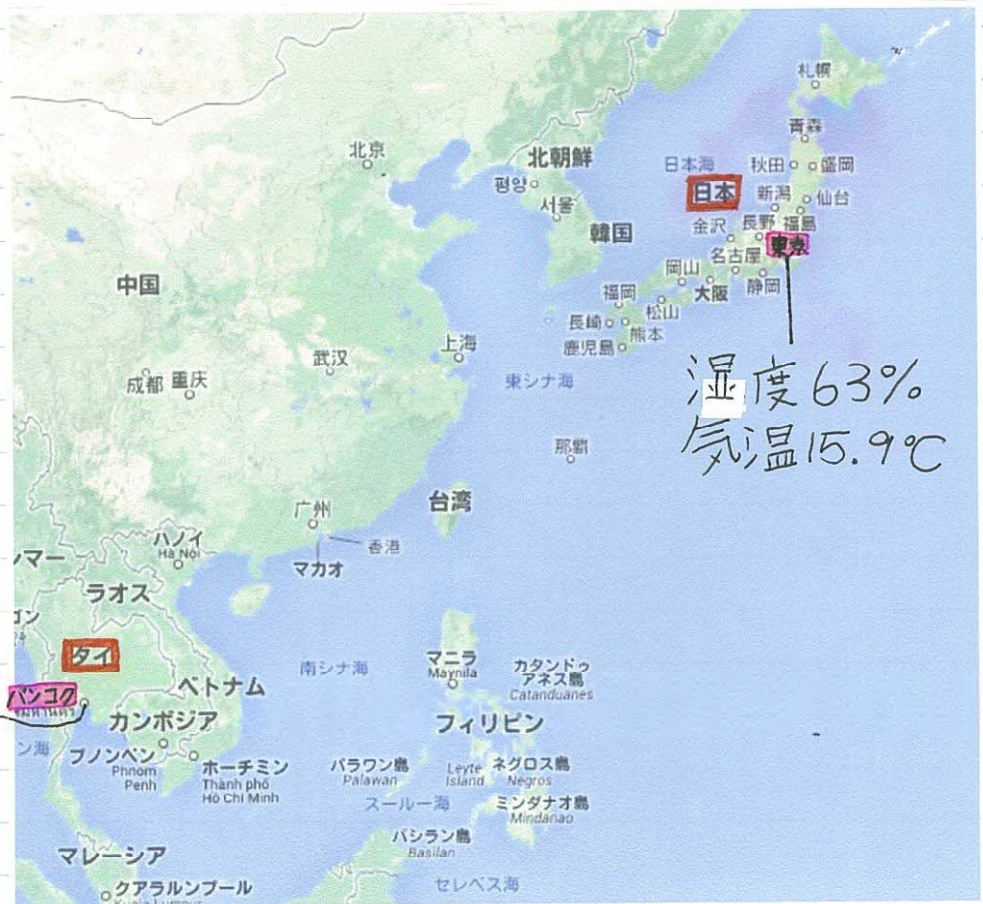 札幌
青森
秋田 盛岡
日本海
日本
新潟 仙台
金沢 長野 福島
東京
名古屋
岡山
大阪 静岡
福岡
松山
長崎 熊本
鹿児島
北京
北朝鮮
평양
서울
韓国
中国
上海
武汉
成都 重庆
東シナ海
湿度63%
気温15.9℃
那覇
台湾
广州
香港
マカオ
ハノイ
Hà Nội
ンマー
ラオス
ゴン
タイ
バンコク
ベトナム
カンボジア
ン海
プノンペン
Phnom
Penh
ホーチミン
Thành phố
Hồ Chí Minh
南シナ海
マニラ
Maynila
カタンドゥ
アネス島
Catanduanes
フィリピン
パラワン島
Palawan
Leyte
Island
ネグロス島
Negros
スールー海
ミンダナオ島
Mindanao
バシラン島
Basilan
マレーシア
セレベス海
クアラルンプール
Kuala Lumpur